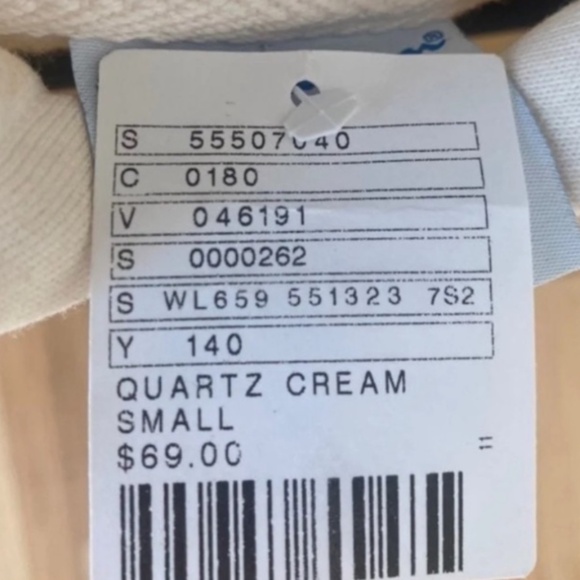 ®
S 55507040
C 0180
V 046191
S 0000262
S WL659 551323 7S2
Y 140
QUARTZ CREAM
SMALL
$69.00